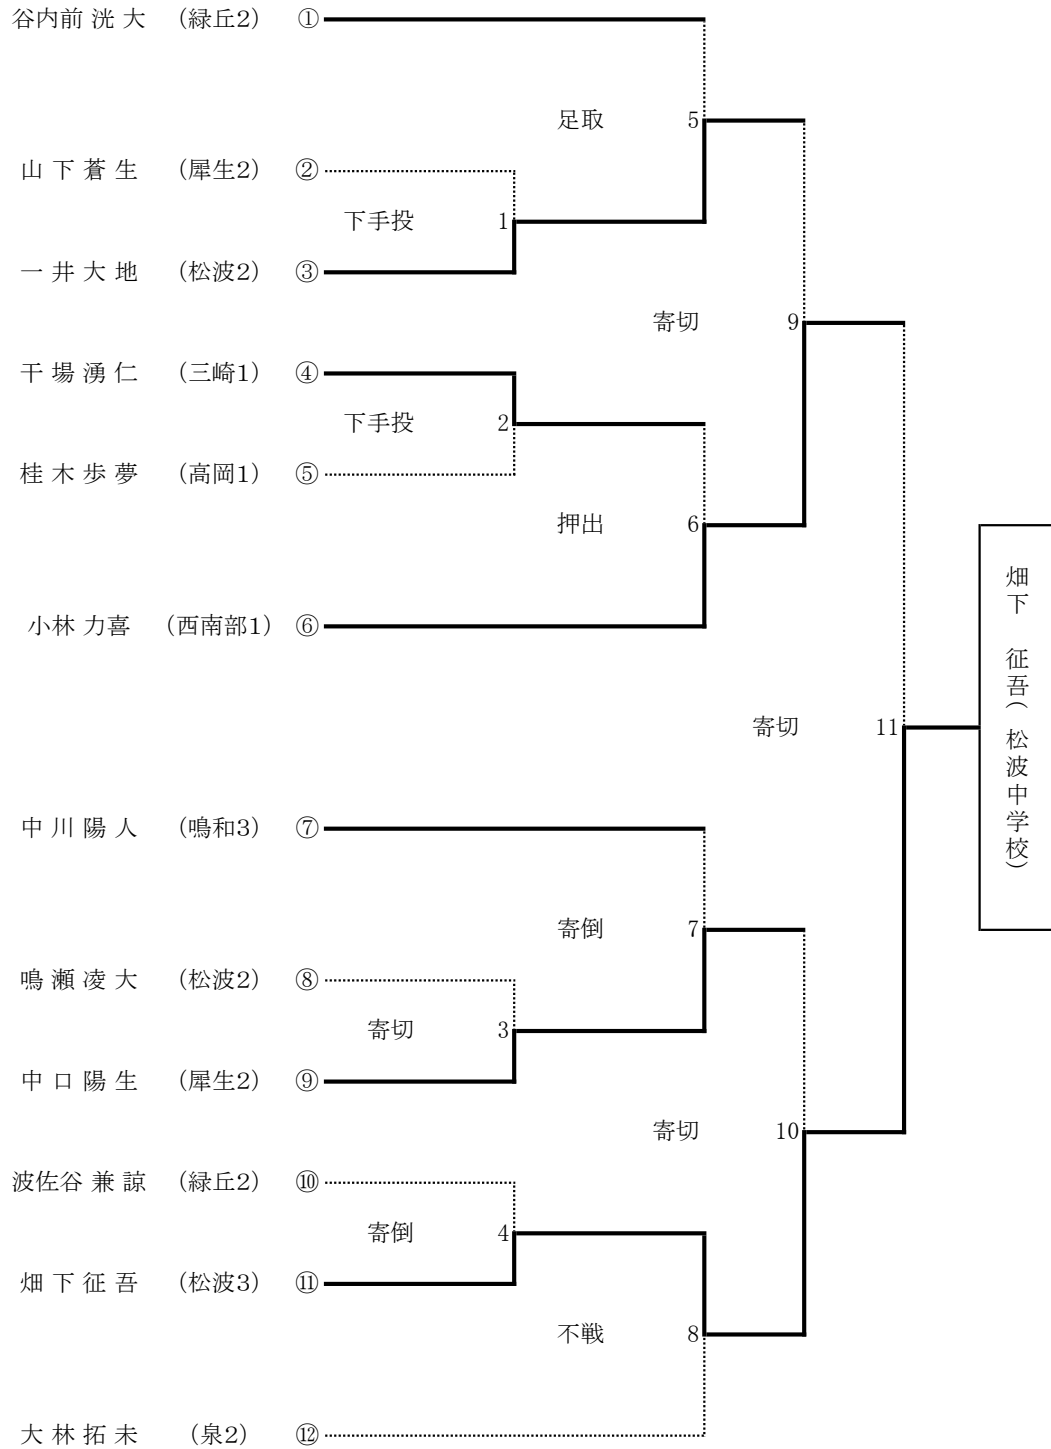 谷内前 洸 大 （緑丘2） ①
足取 5
山 下 蒼 生 （犀生2） ②
下手投 1
一 井 大 地 （松波2） ③
寄切 9
干 場 湧 仁 （三崎1） ④
下手投 2
桂 木 歩 夢 （高岡1） ⑤
押出 6
小林 力喜 （西南部1） ⑥
畑下 征吾（松波中学校）
寄切 11
中 川 陽 人 （鳴和3） ⑦
寄倒 7
鳴 瀬 凌 大 （松波2） ⑧
寄切 3
中 口 陽 生 （犀生2） ⑨
寄切 10
波佐谷 兼 諒 （緑丘2） ⑩
寄倒 4
畑 下 征 吾 （松波3） ⑪
不戦 8
大 林 拓 未 （泉2） ⑫